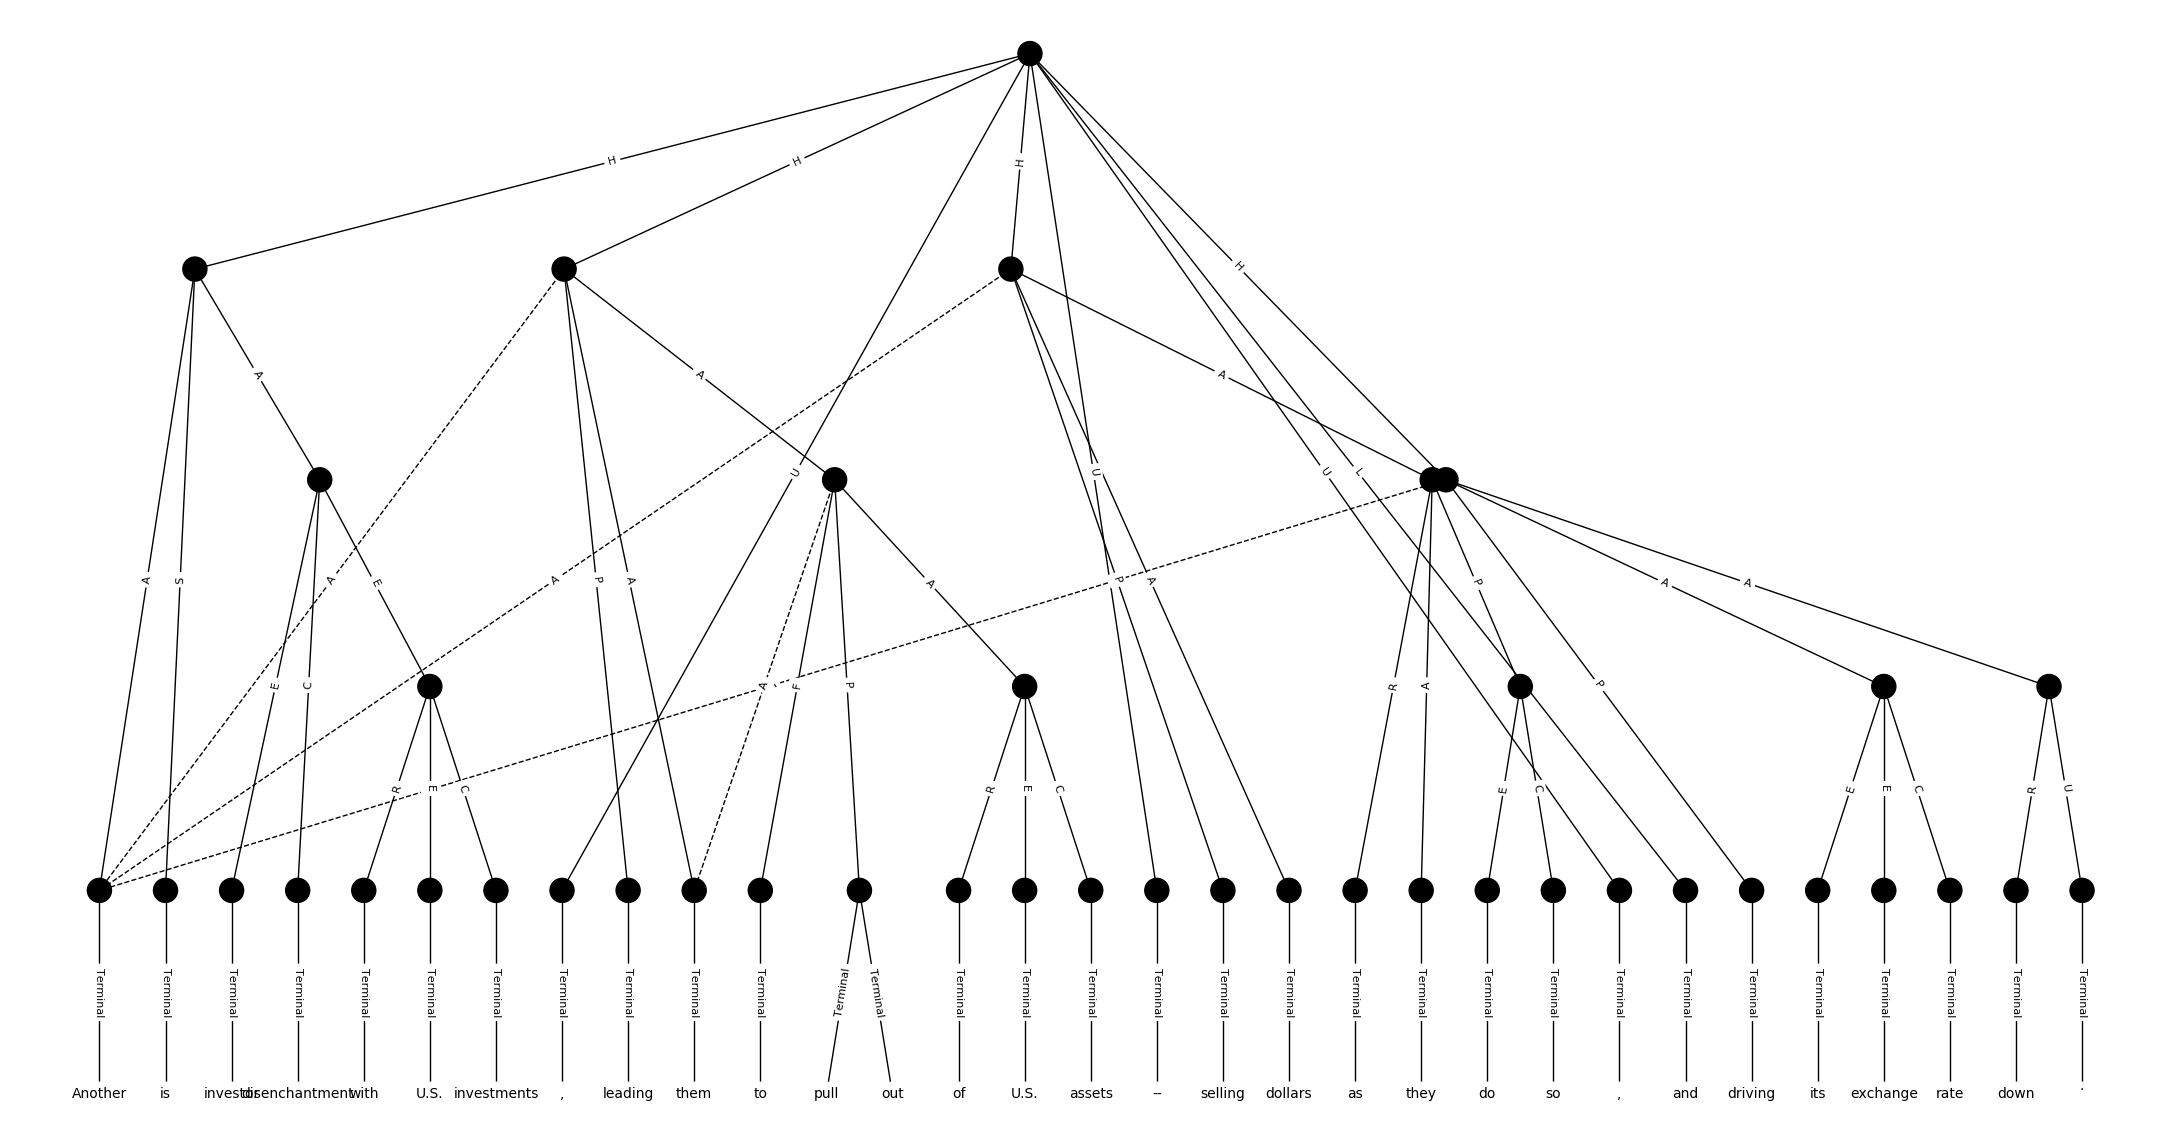 H H H
H
A A A
U U U L
A S A E A P A A P A P A A
E C A F P R A P
R E C R E C E C E E C R U
Terminal Terminal Terminal Terminal Terminal Terminal Terminal Terminal Terminal Terminal Terminal Terminal Terminal Terminal Terminal Terminal Terminal Terminal Terminal Terminal Terminal Terminal Terminal Terminal Terminal Terminal Terminal Terminal Terminal Terminal Terminal
Another is investor disenchantment with U.S. investments , leading them to pull out of U.S. assets -- selling dollars as they do so , and driving its exchange rate down .